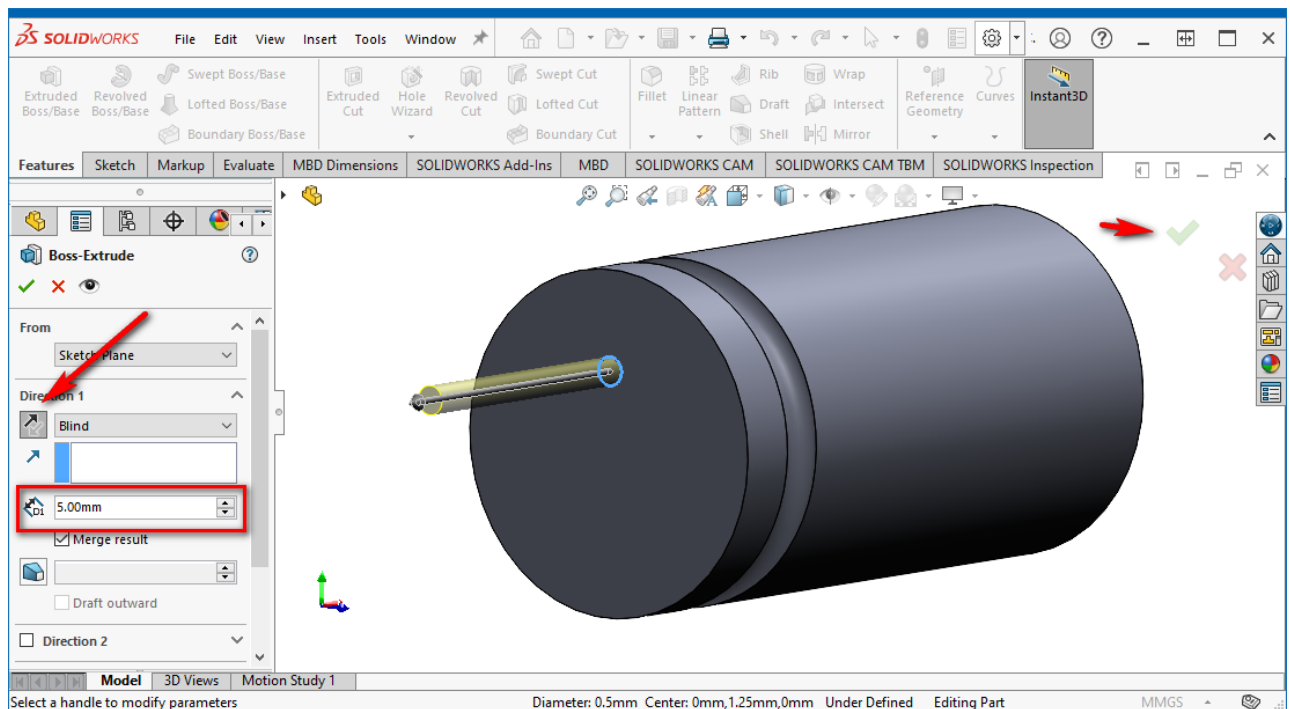 SOLIDWORKS File Edit View Insert Tools Window
Extruded Boss/Base
Revolved Boss/Base
Swept Boss/Base
Lofted Boss/Base
Boundary Boss/Base
Extruded Cut
Hole Wizard
Revolved Cut
Swept Cut
Lofted Cut
Boundary Cut
Fillet
Linear Pattern
Rib
Draft
Shell
Wrap
Intersect
Mirror
Reference Geometry
Curves
Instant3D
Features Sketch Markup Evaluate MBD Dimensions SOLIDWORKS Add-Ins MBD SOLIDWORKS CAM SOLIDWORKS CAM TBM SOLIDWORKS Inspection
Boss-Extrude
From
Sketch Plane
Direction 1
Blind
D1
5.00mm
Merge result
Draft outward
Direction 2
Model 3D Views Motion Study 1
Select a handle to modify parameters Diameter: 0.5mm Center: 0mm,1.25mm,0mm Under Defined Editing Part MMGS